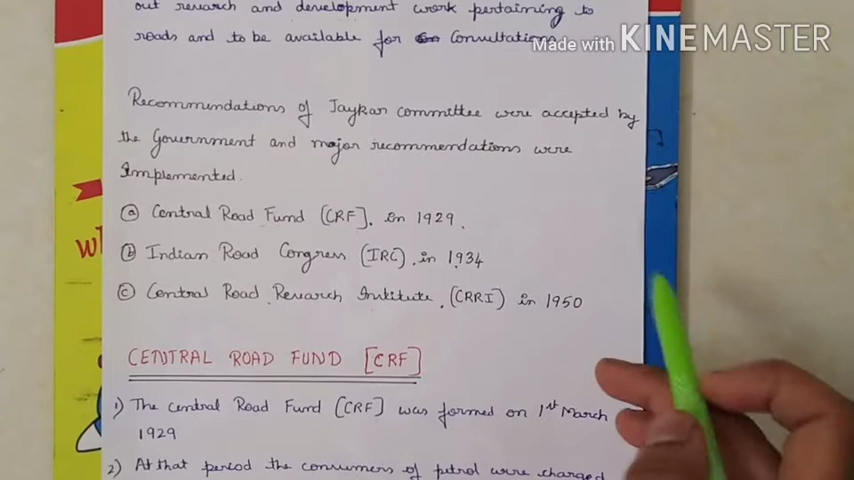 out research and development work pertaining to
roads and to be available for Consultations
Made with KINEMASTER
Recommendations of Jaykar committee were accepted by
the Government and major recommendations were
Implemented.
(a) Central Road Fund [CRF]. in 1929.
(b) Indian Road Congress (IRC). in 1934
(c) Central Road Research Institute. (CRRI) in 1950
CENTRAL ROAD FUND [CRF]
1) The central Road Fund [CRF] was formed on 1st March
1929
2) At that period the consumers of petrol were charged